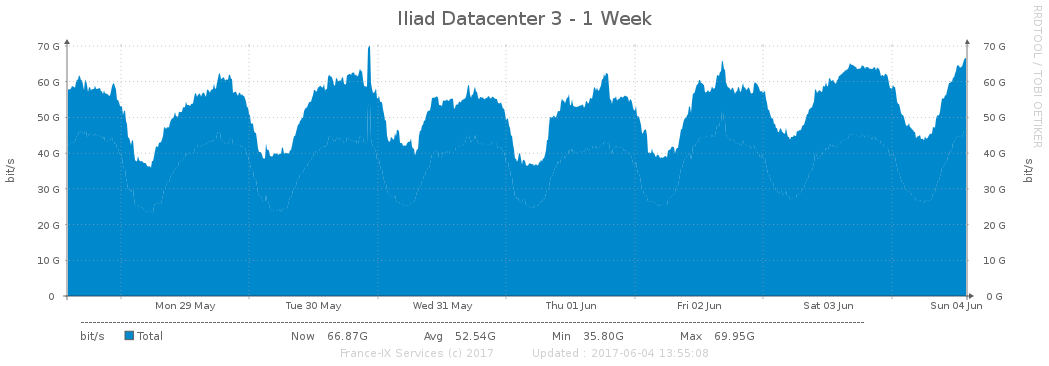 Iliad Datacenter 3 - 1 Week
RRDTOOL / TOBI OETIKER
70 G 70 G
60 G 60 G
50 G 50 G
40 G 40 G
30 G 30 G
20 G 20 G
10 G 10 G
0 0 G
bit/s bit/s
Mon 29 May Tue 30 May Wed 31 May Thu 01 Jun Fri 02 Jun Sat 03 Jun Sun 04 Jun
bit/s Total Now 66.87G Avg 52.54G Min 35.80G Max 69.95G
France-IX Services (c) 2017 Updated : 2017-06-04 13:55:08